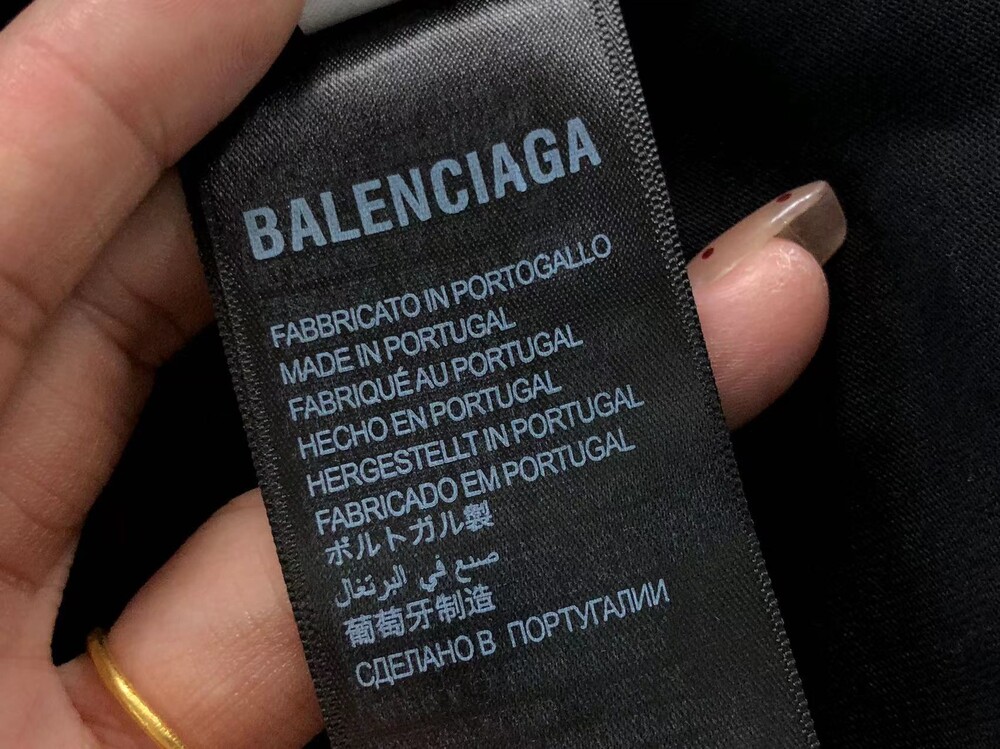 BALENCIAGA
FABBRICATO IN PORTOGALLO
MADE IN PORTUGAL
FABRIQUÉ AU PORTUGAL
HECHO EN PORTUGAL
HERGESTELLT IN PORTUGAL
FABRICADO EM PORTUGAL
ポルトガル製
صنع في البرتغال
葡萄牙制造
СДЕЛАНО В ПОРТУГАЛИИ